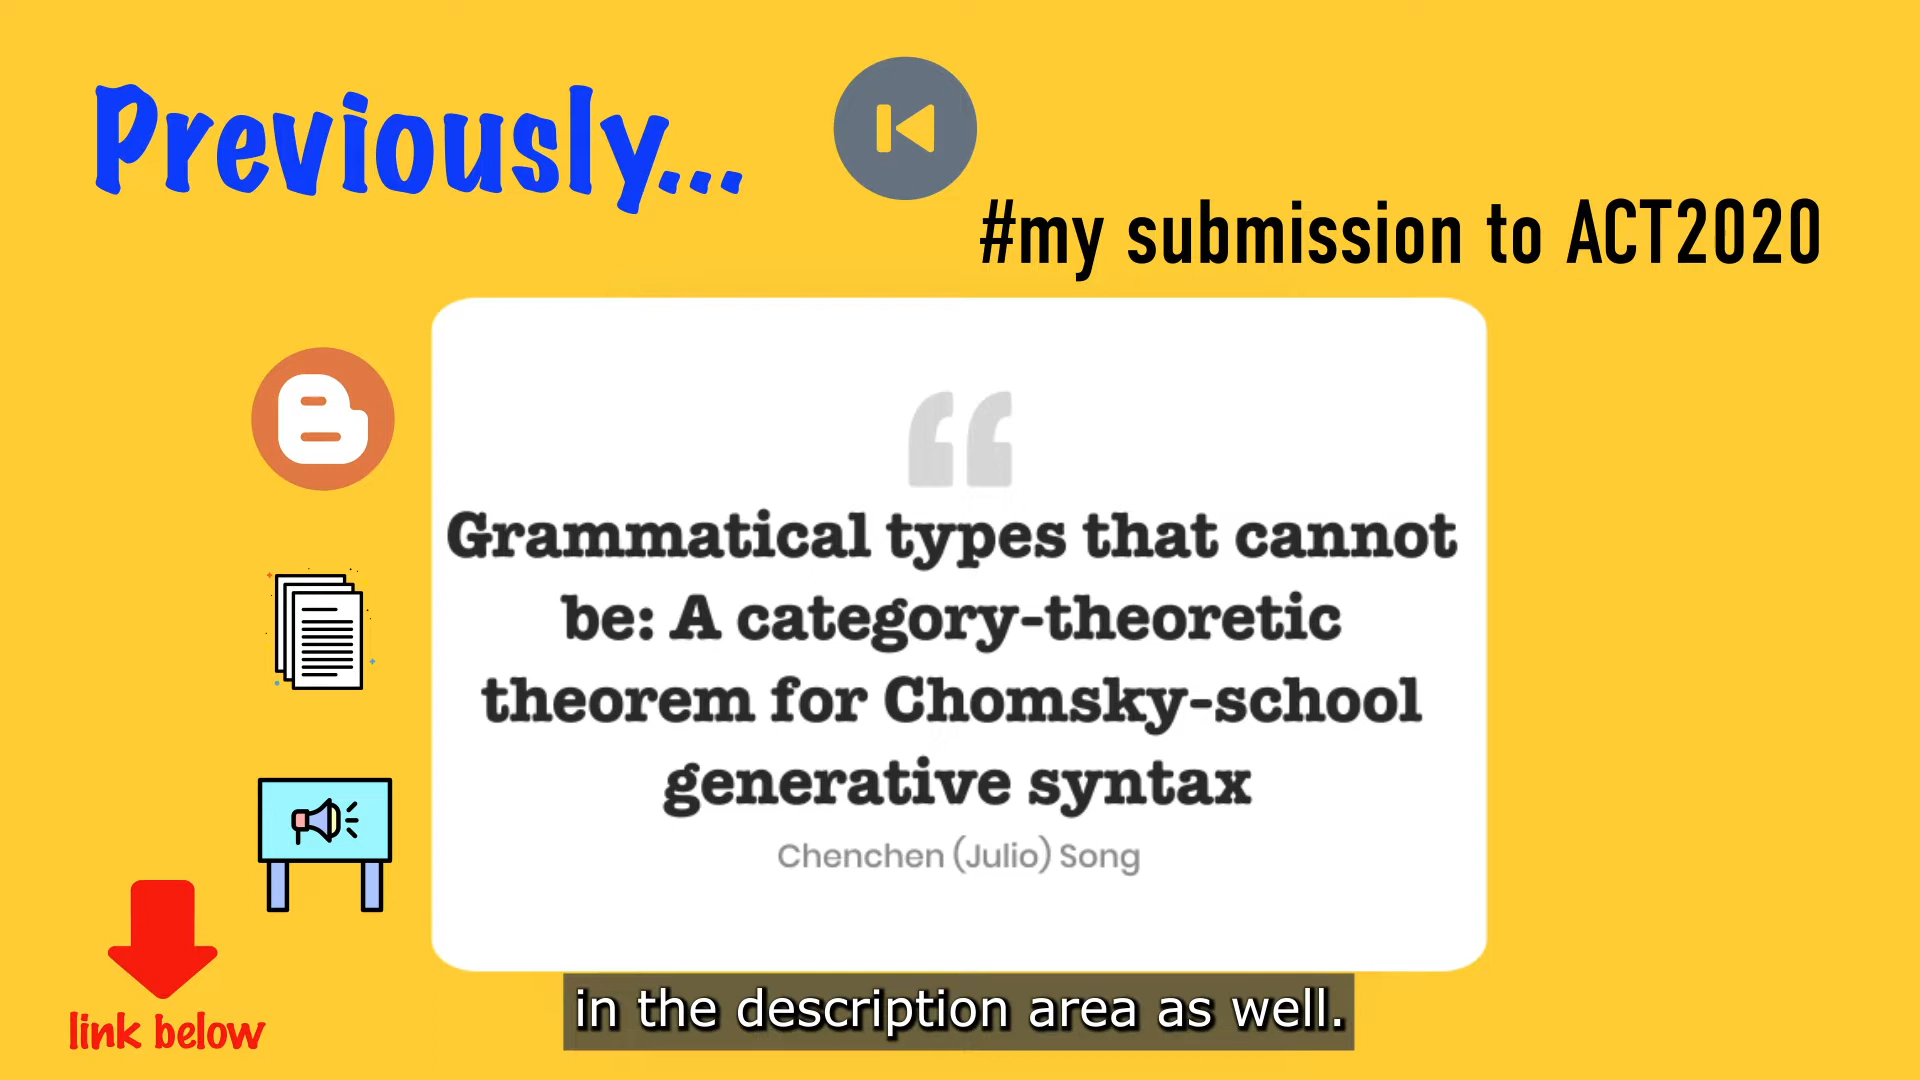 Previously...
#my submission to ACT2020
“
Grammatical types that cannot
be: A category-theoretic
theorem for Chomsky-school
generative syntax
Chenchen (Julio) Song
link below
in the description area as well.